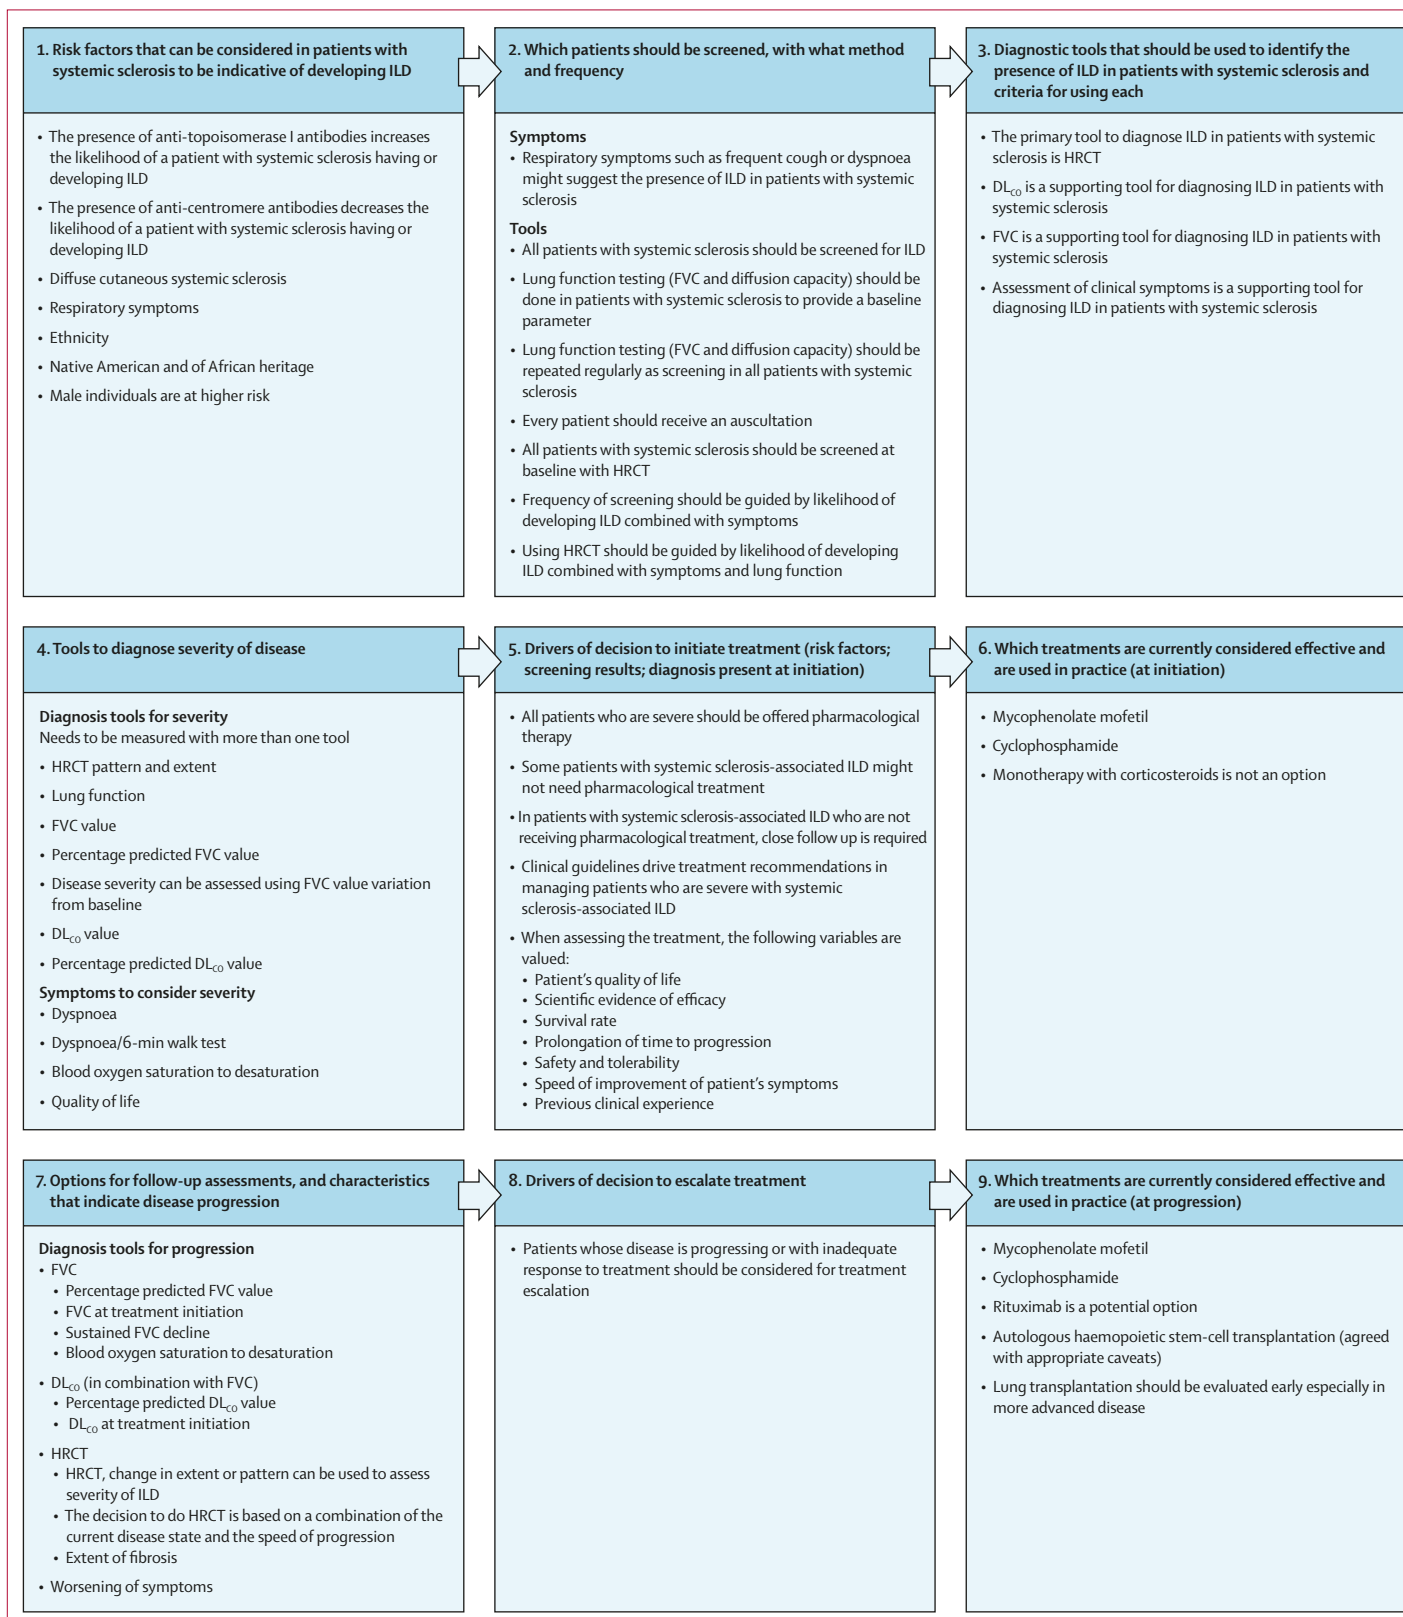 1. Risk factors that can be considered in patients with
systemic sclerosis to be indicative of developing ILD
• The presence of anti-topoisomerase I antibodies increases
the likelihood of a patient with systemic sclerosis having or
developing ILD
• The presence of anti-centromere antibodies decreases the
likelihood of a patient with systemic sclerosis having or
developing ILD
• Diffuse cutaneous systemic sclerosis
• Respiratory symptoms
• Ethnicity
• Native American and of African heritage
• Male individuals are at higher risk
2. Which patients should be screened, with what method
and frequency
Symptoms
• Respiratory symptoms such as frequent cough or dyspnoea
might suggest the presence of ILD in patients with systemic
sclerosis
Tools
• All patients with systemic sclerosis should be screened for ILD
• Lung function testing (FVC and diffusion capacity) should be
done in patients with systemic sclerosis to provide a baseline
parameter
• Lung function testing (FVC and diffusion capacity) should be
repeated regularly as screening in all patients with systemic
sclerosis
• Every patient should receive an auscultation
• All patients with systemic sclerosis should be screened at
baseline with HRCT
• Frequency of screening should be guided by likelihood of
developing ILD combined with symptoms
• Using HRCT should be guided by likelihood of developing
ILD combined with symptoms and lung function
3. Diagnostic tools that should be used to identify the
presence of ILD in patients with systemic sclerosis and
criteria for using each
• The primary tool to diagnose ILD in patients with systemic
sclerosis is HRCT
• DLCO is a supporting tool for diagnosing ILD in patients with
systemic sclerosis
• FVC is a supporting tool for diagnosing ILD in patients with
systemic sclerosis
• Assessment of clinical symptoms is a supporting tool for
diagnosing ILD in patients with systemic sclerosis
4. Tools to diagnose severity of disease
Diagnosis tools for severity
Needs to be measured with more than one tool
• HRCT pattern and extent
• Lung function
• FVC value
• Percentage predicted FVC value
• Disease severity can be assessed using FVC value variation
from baseline
• DLCO value
• Percentage predicted DLCO value
Symptoms to consider severity
• Dyspnoea
• Dyspnoea/6-min walk test
• Blood oxygen saturation to desaturation
• Quality of life
5. Drivers of decision to initiate treatment (risk factors;
screening results; diagnosis present at initiation)
• All patients who are severe should be offered pharmacological
therapy
• Some patients with systemic sclerosis-associated ILD might
not need pharmacological treatment
• In patients with systemic sclerosis-associated ILD who are not
receiving pharmacological treatment, close follow up is required
• Clinical guidelines drive treatment recommendations in
managing patients who are severe with systemic
sclerosis-associated ILD
• When assessing the treatment, the following variables are
valued:
• Patient's quality of life
• Scientific evidence of efficacy
• Survival rate
• Prolongation of time to progression
• Safety and tolerability
• Speed of improvement of patient's symptoms
• Previous clinical experience
6. Which treatments are currently considered effective and
are used in practice (at initiation)
• Mycophenolate mofetil
• Cyclophosphamide
• Monotherapy with corticosteroids is not an option
7. Options for follow-up assessments, and characteristics
that indicate disease progression
Diagnosis tools for progression
• FVC
• Percentage predicted FVC value
• FVC at treatment initiation
• Sustained FVC decline
• Blood oxygen saturation to desaturation
• DLCO (in combination with FVC)
• Percentage predicted DLCO value
• DLCO at treatment initiation
• HRCT
• HRCT, change in extent or pattern can be used to assess
severity of ILD
• The decision to do HRCT is based on a combination of the
current disease state and the speed of progression
• Extent of fibrosis
• Worsening of symptoms
8. Drivers of decision to escalate treatment
• Patients whose disease is progressing or with inadequate
response to treatment should be considered for treatment
escalation
9. Which treatments are currently considered effective and
are used in practice (at progression)
• Mycophenolate mofetil
• Cyclophosphamide
• Rituximab is a potential option
• Autologous haemopoietic stem-cell transplantation (agreed
with appropriate caveats)
• Lung transplantation should be evaluated early especially in
more advanced disease